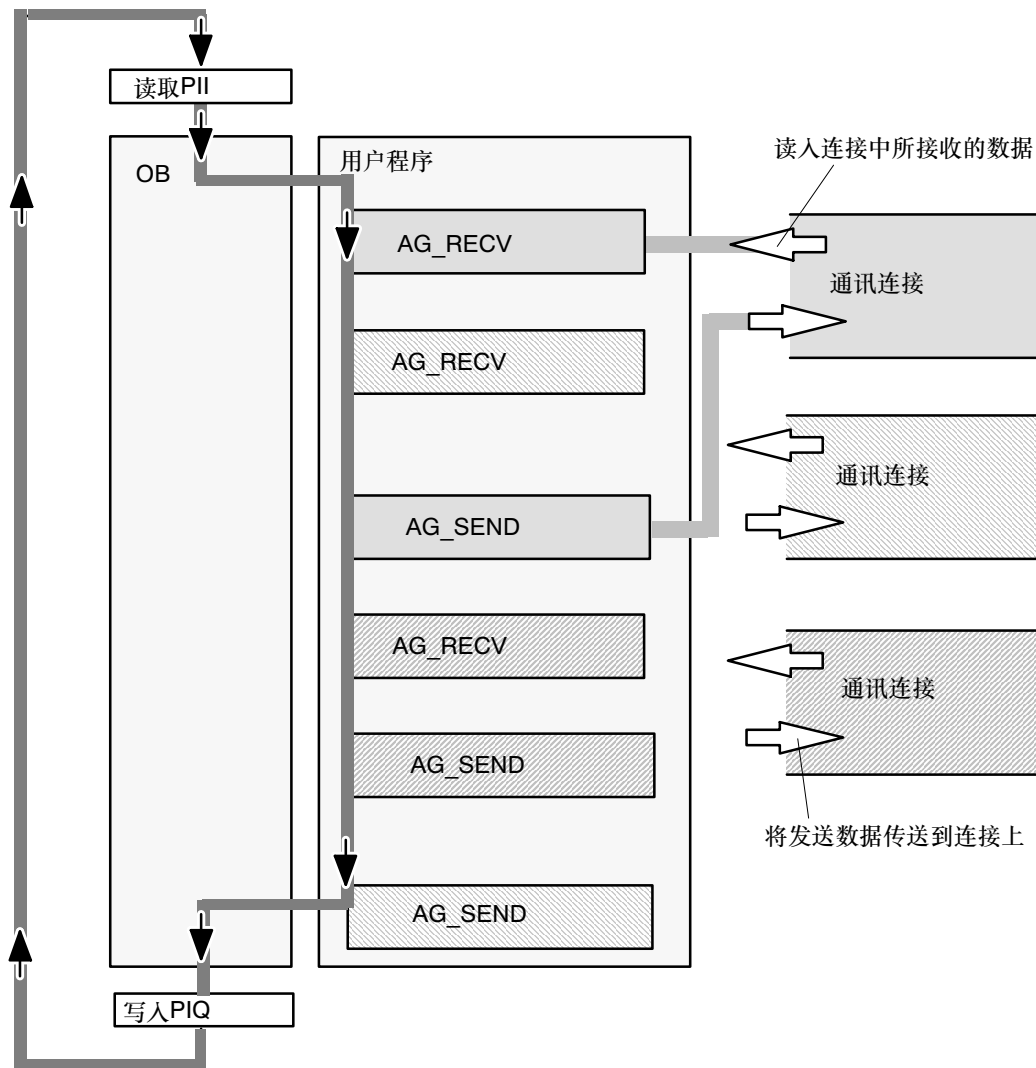 读取PII
OB
用户程序
读入连接中所接收的数据
AG_RECV
通讯连接
AG_RECV
通讯连接
AG_SEND
AG_RECV
通讯连接
AG_SEND
将发送数据传送到连接上
AG_SEND
写入PIQ